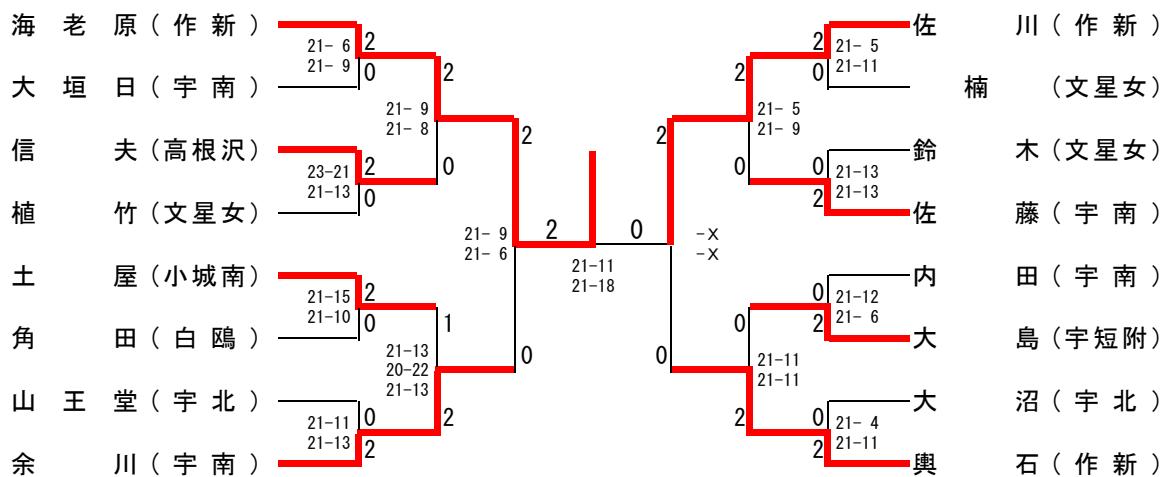 海老原(作新) 2 2 佐川(作新)
21- 6 21- 5
21- 9 21-11
大垣日(宇南) 0 2 2 0 楠(文星女)
21- 9 21- 5
21- 8 2 2 21- 9
信夫(高根沢) 0 0 0 鈴木(文星女)
23-21 2 21-13
21-13 21-13
植竹(文星女) 0 2 佐藤(宇南)
21- 9 2 0 -X
21- 6 -X
21-11
土屋(小城南) 21-18 内田(宇南)
21-15 2 0 21-12
21-10 21- 6
角田(白鷗) 0 1 0 2 大島(宇短附)
21-13 0 0 21-11
20-22 21-11
21-13
山王堂(宇北) 0 2 2 0 大沼(宇北)
21-11 21- 4
21-13 2 2 21-11
余川(宇南) 輿石(作新)